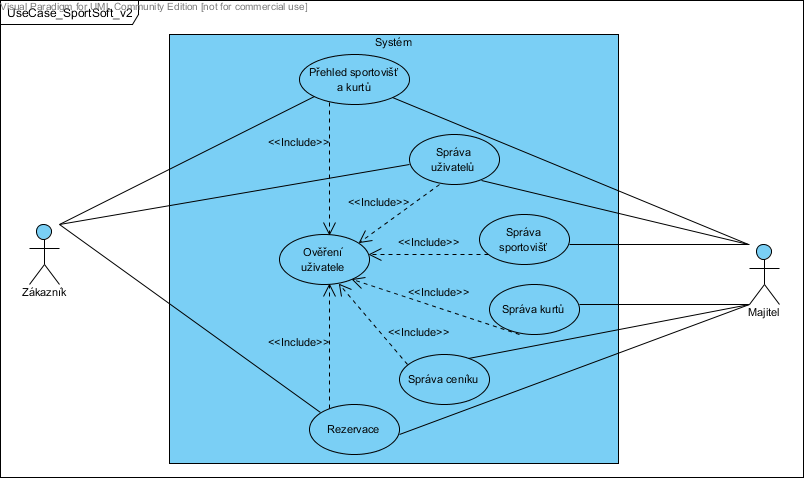 Visual Paradigm for UML Community Edition [not for commercial use]
UseCase_SportSoft_v2
Systém
Přehled sportovišť
a kurtů
<<Include>>
Správa
uživatelů
<<Include>>
Správa
sportovišť
<<Include>>
Ověření
uživatele
Zákazník
<<Include>>
Správa kurtů
Majitel
<<Include>>
<<Include>>
Správa ceníku
Rezervace